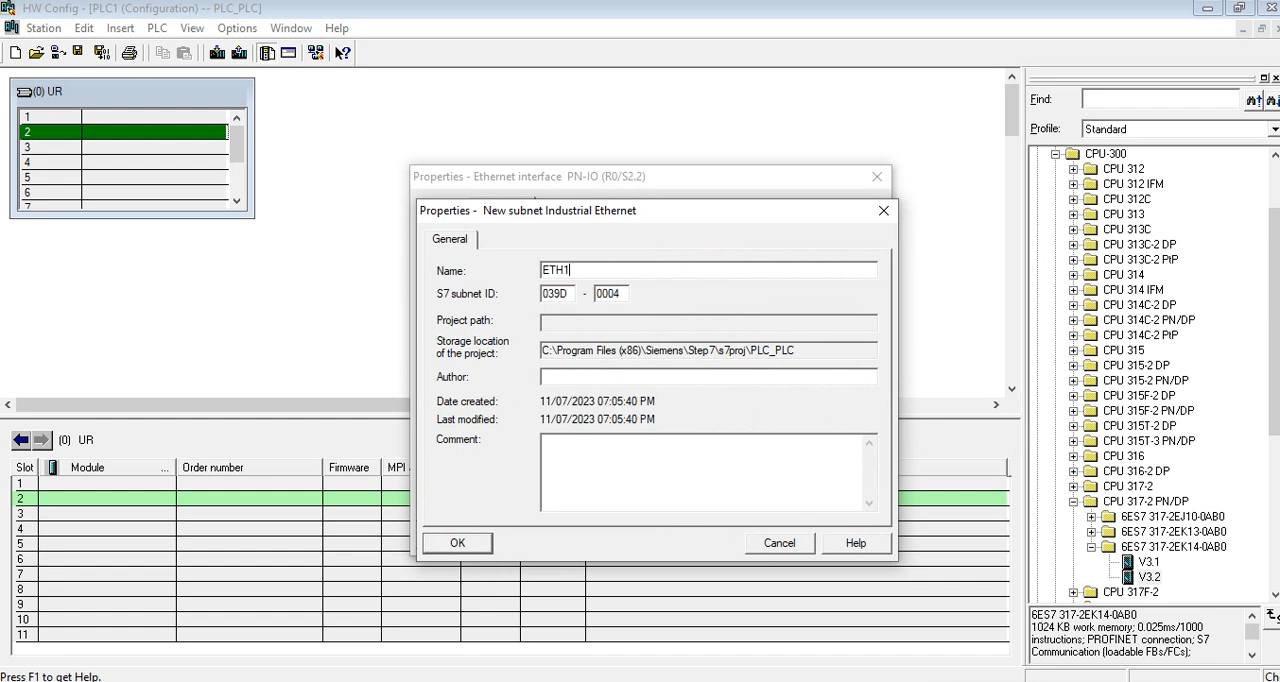 HW Config - [PLC1 (Configuration) -- PLC_PLC]
Station Edit Insert PLC View Options Window Help
(0) UR
1
2
3
4
5
6
7
Find:
Profile: Standard
CPU-300
CPU 312
CPU 312 IFM
CPU 312C
CPU 313
CPU 313C
CPU 313C-2 DP
CPU 313C-2 PtP
CPU 314
CPU 314 IFM
CPU 314C-2 DP
CPU 314C-2 PN/DP
CPU 314C-2 PtP
CPU 315
CPU 315-2 DP
CPU 315-2 PN/DP
CPU 315F-2 DP
CPU 315F-2 PN/DP
CPU 315T-2 DP
CPU 315T-3 PN/DP
CPU 316
CPU 316-2 DP
CPU 317-2
CPU 317-2 PN/DP
6ES7 317-2EJ10-0AB0
6ES7 317-2EK13-0AB0
6ES7 317-2EK14-0AB0
V3.1
V3.2
CPU 317F-2
6ES7 317-2EK14-0AB0
1024 KB work memory; 0.025ms/1000
instructions; PROFINET connection; S7
Communication (loadable FBs/FCs);
Properties - Ethernet interface PN-IO (R0/S2.2)
Properties - New subnet Industrial Ethernet
General
Name: ETH1
S7 subnet ID: 039D - 0004
Project path:
Storage location
of the project: C:\Program Files (x86)\Siemens\Step7\s7proj\PLC_PLC
Author:
Date created: 11/07/2023 07:05:40 PM
Last modified: 11/07/2023 07:05:40 PM
Comment:
OK Cancel Help
(0) UR
Slot Module ... Order number Firmware MPI
1
2
3
4
5
6
7
8
9
10
11
Press F1 to get Help.
Ch